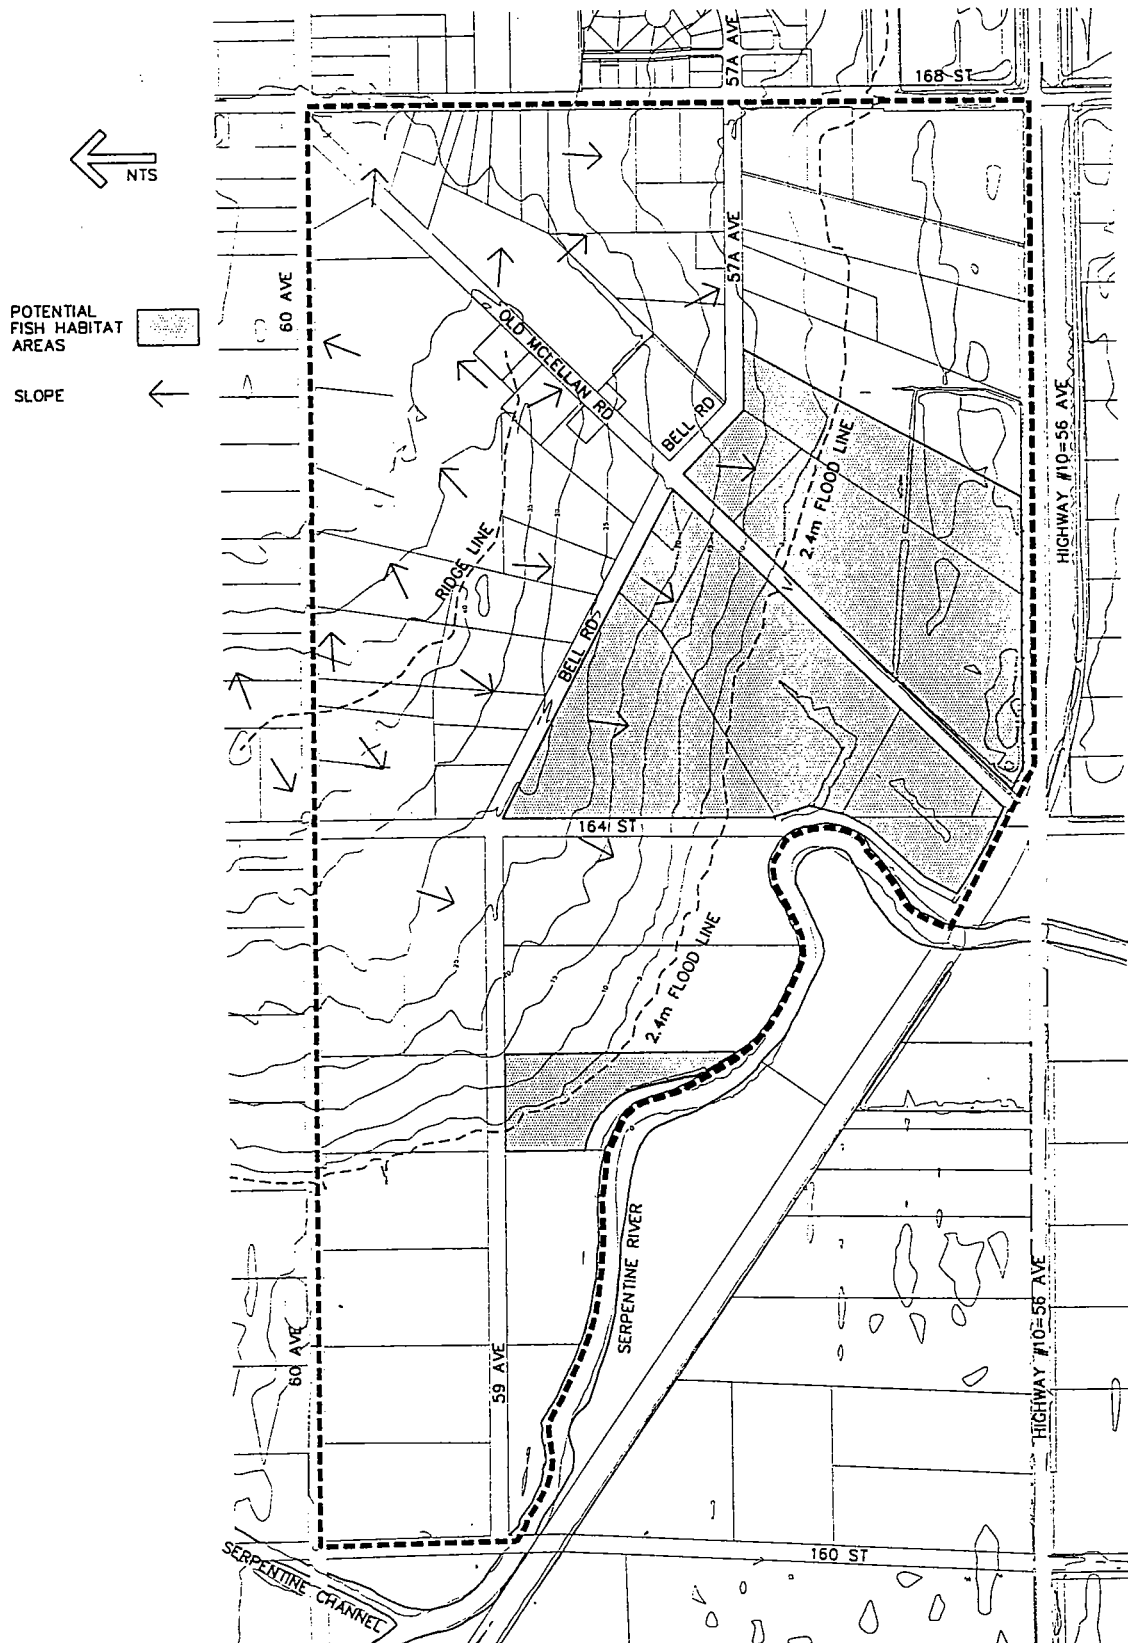 57A AVE
168 ST
NTS
57A AVE
60 AVE
POTENTIAL
FISH HABITAT
AREAS
SLOPE
OLD MCLELLAN RD
BELL RD
HIGHWAY #10=56 AVE
2.4m FLOOD LINE
RIDGE LINE
BELL RD
164 ST
2.4m FLOOD LINE
SERPENTINE RIVER
60 AVE
59 AVE
HIGHWAY #10=56 AVE
160 ST
SERPENTINE CHANNEL